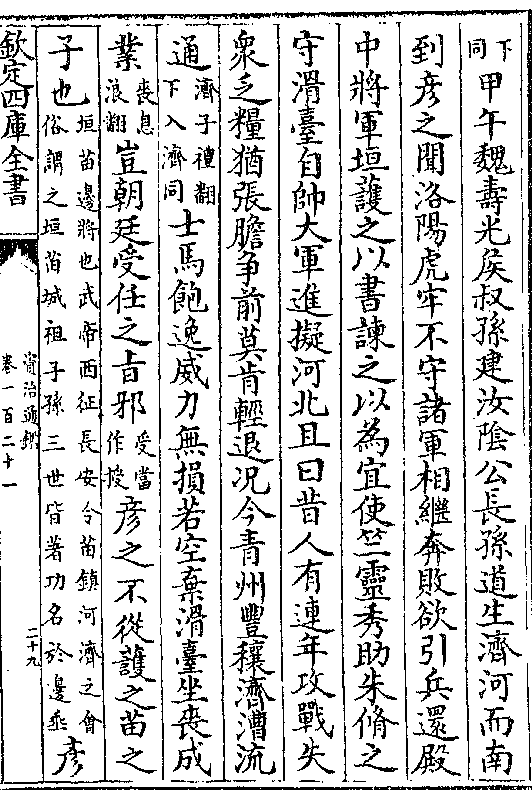 下同甲午魏壽光侯叔孫建汝陰公長孫道生濟河而南
到彦之聞洛陽虎牢不守諸軍相繼奔敗欲引兵還殿
中將軍垣護之以書諫之以為宜使竺靈秀助朱脩之
守滑臺自帥大軍進擬河北且曰昔人有連年攻戰失
衆乏糧猶張膽争前莫肯輕退况今青州豐穰濟漕流
通濟子禮翻下入濟同士馬飽逸威力無損若空棄滑臺坐喪成
業喪息浪翻豈朝廷受任之旨邪受當作授彦之不從護之苗之
子也垣苗邊將也武帝西征長安令苗鎮河濟之會俗謂之垣苗城祖子孫三世皆著功名於邊垂彦
欽定四庫全書
資治通鑑
卷一百二十一
二十九